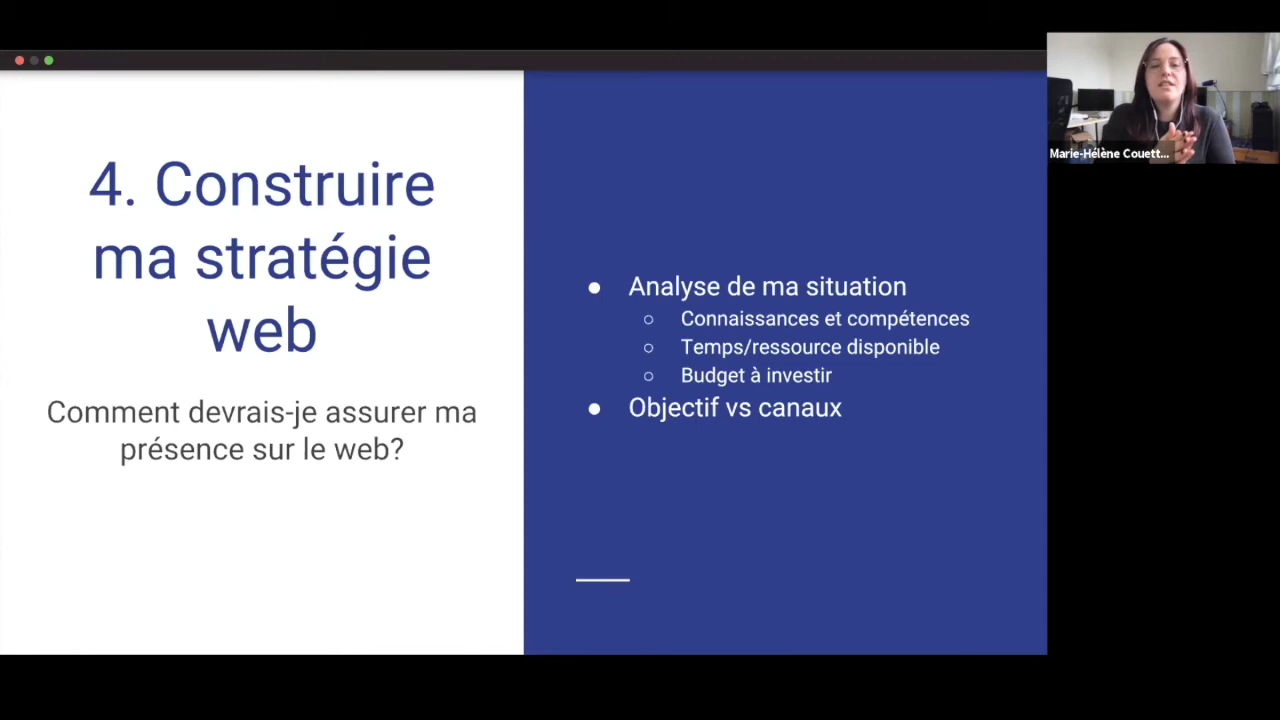 4. Construire
ma stratégie
web
Comment devrais-je assurer ma
présence sur le web?
● Analyse de ma situation
○ Connaissances et compétences
○ Temps/ressource disponible
○ Budget à investir
● Objectif vs canaux
Marie-Hélène Couett...